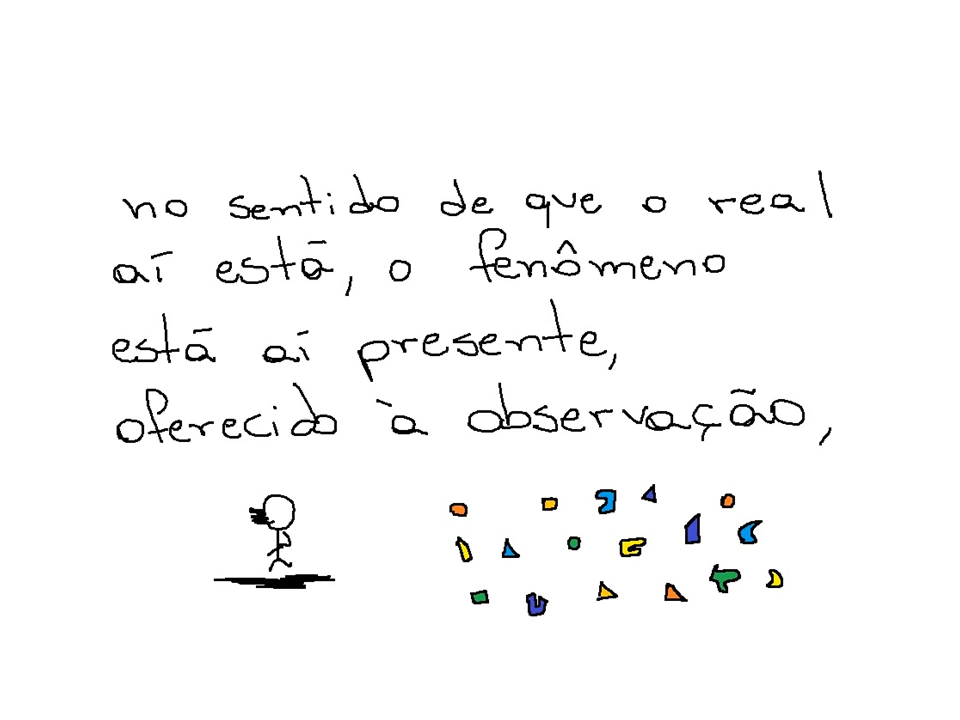 no sentido de que o real
aí está, o fenômeno
está aí presente,
oferecido à observação,